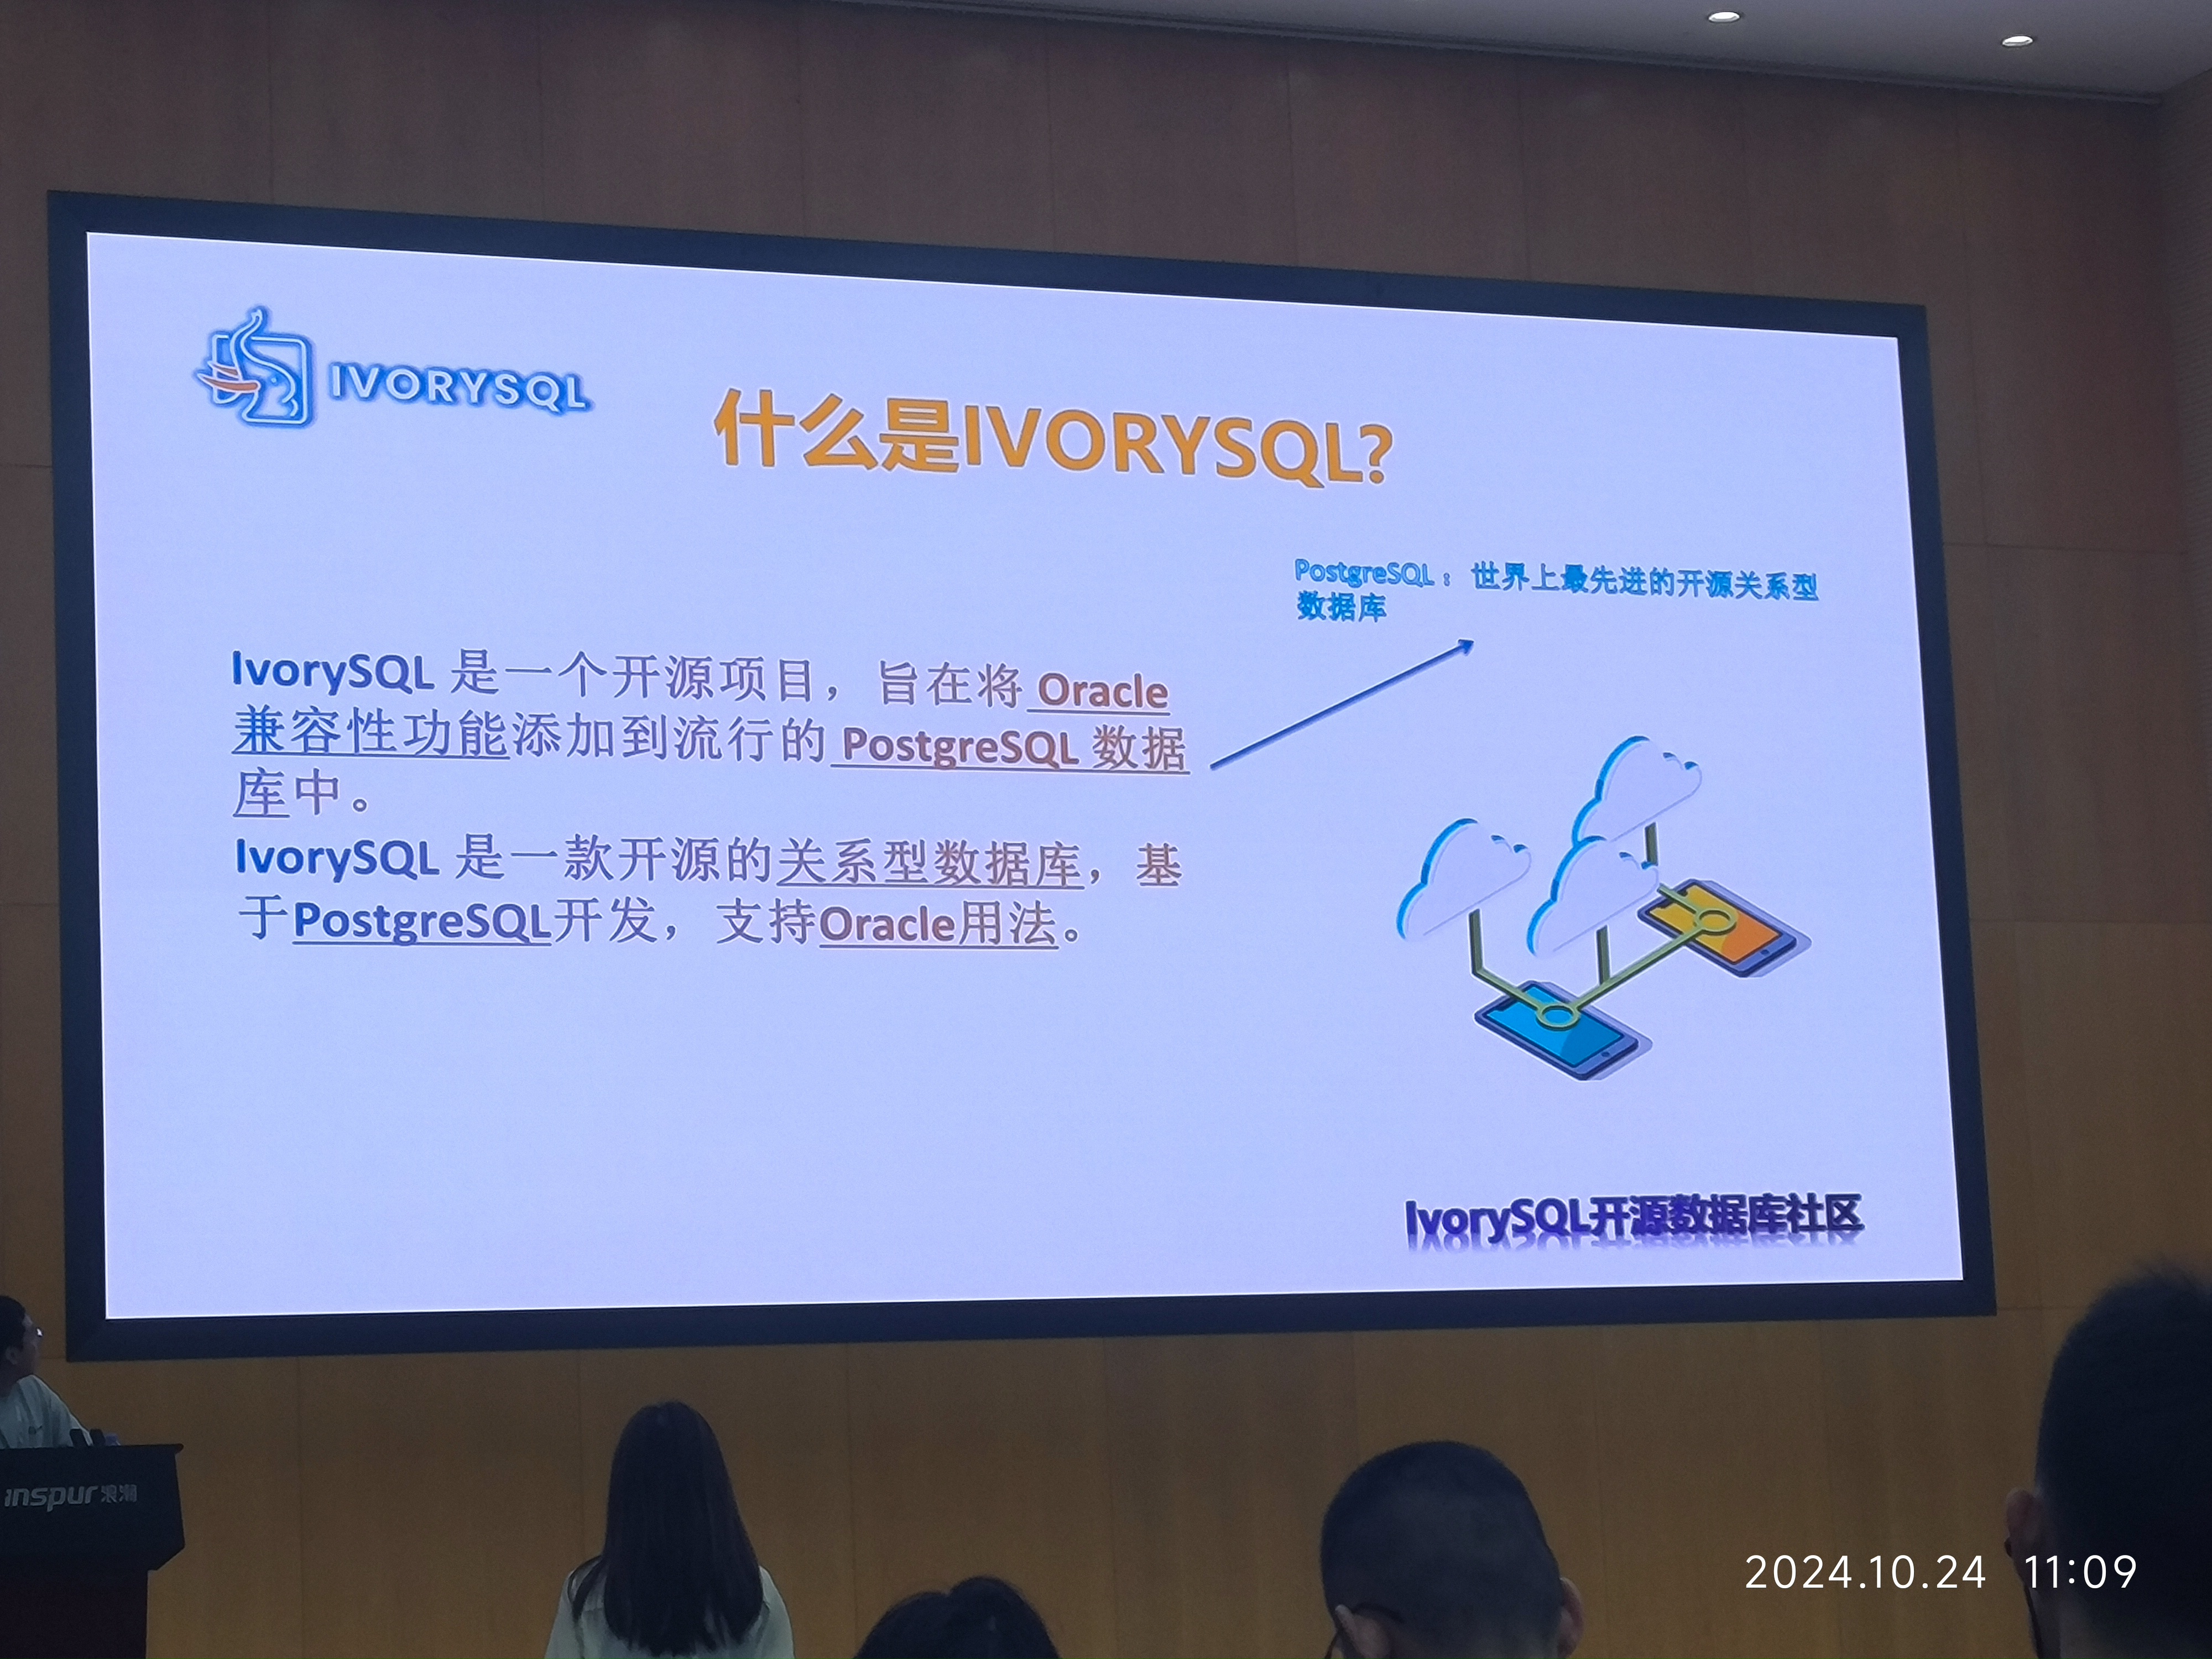 IVORYSQL
什么是IVORYSQL?
PostgreSQL： 世界上最先进的开源关系型
数据库
IvorySQL 是一个开源项目，旨在将 Oracle
兼容性功能添加到流行的 PostgreSQL 数据
库中。
IvorySQL 是一款开源的关系型数据库，基
于PostgreSQL开发，支持Oracle用法。
IvorySQL开源数据库社区
inspur 浪潮
2024.10.24 11:09